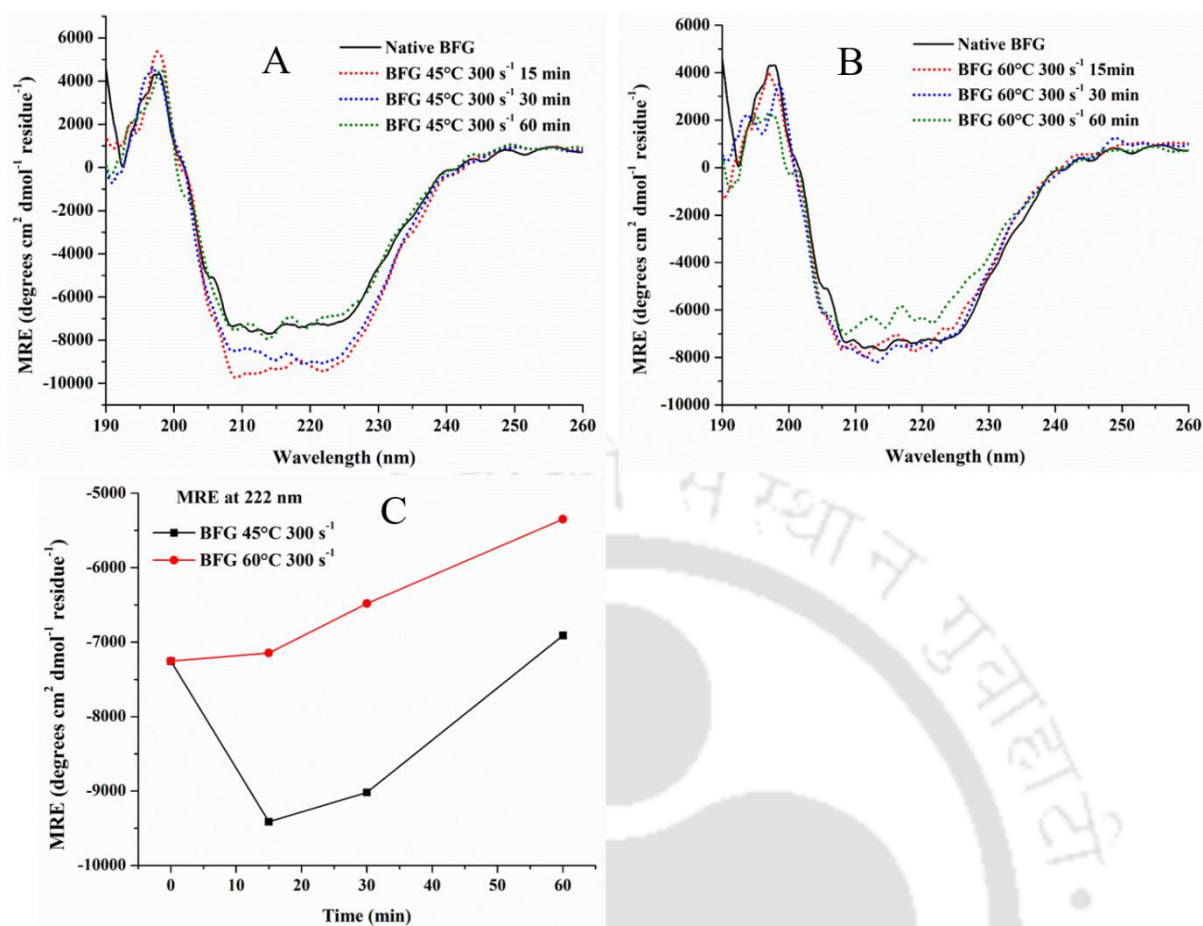 A
Native BFG
BFG 45°C 300 s⁻¹ 15 min
BFG 45°C 300 s⁻¹ 30 min
BFG 45°C 300 s⁻¹ 60 min
6000
4000
2000
0
-2000
-4000
-6000
-8000
-10000
MRE (degrees cm² dmol⁻¹ residue⁻¹)
190 200 210 220 230 240 250 260
Wavelength (nm)
B
Native BFG
BFG 60°C 300 s⁻¹ 15min
BFG 60°C 300 s⁻¹ 30 min
BFG 60°C 300 s⁻¹ 60 min
6000
4000
2000
0
-2000
-4000
-6000
-8000
-10000
MRE (degrees cm² dmol⁻¹ residue⁻¹)
190 200 210 220 230 240 250 260
Wavelength (nm)
C
MRE at 222 nm
BFG 45°C 300 s⁻¹
BFG 60°C 300 s⁻¹
-5000
-6000
-7000
-8000
-9000
-10000
MRE (degrees cm² dmol⁻¹ residue⁻¹)
0 10 20 30 40 50 60
Time (min)
गुवाहाटी